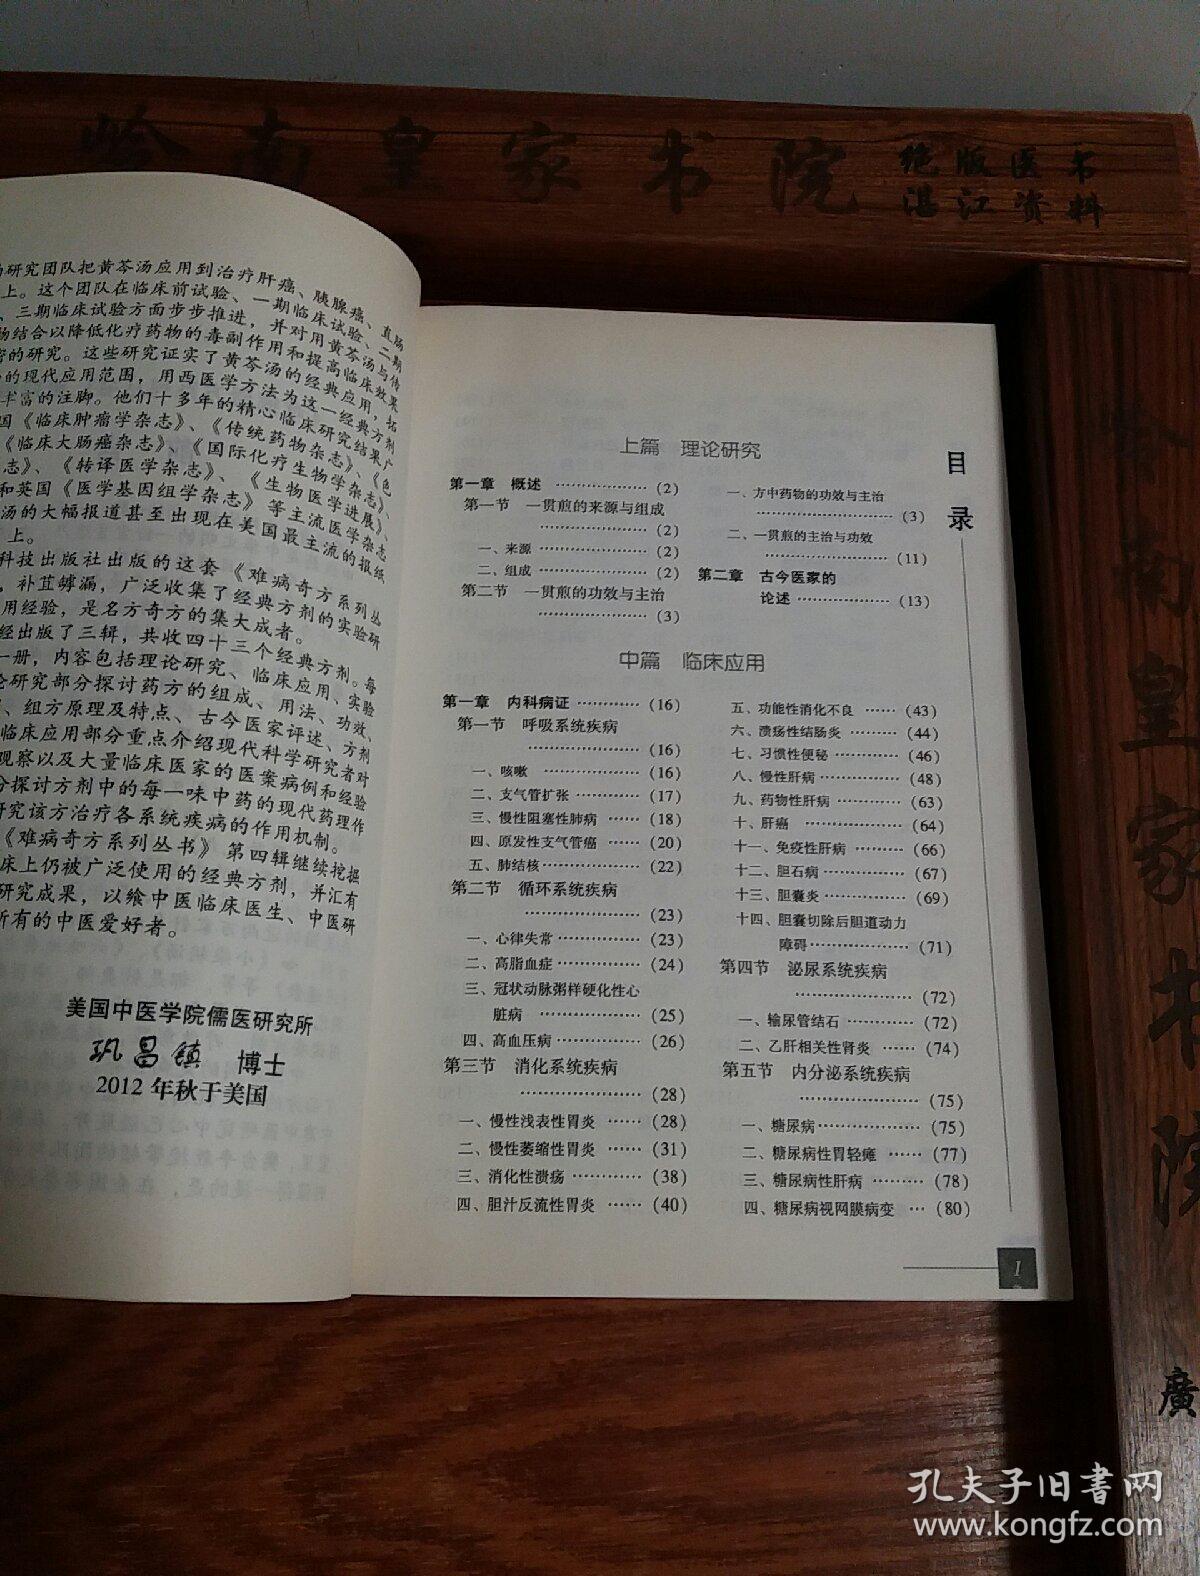 岭南皇家书院
绝版医书
湛江资料
研究团队把黄芩汤应用到治疗肝癌、胰腺癌、直肠
上。这个团队在临床前试验、一期临床试验、二期
、三期临床试验方面步步推进，并对用黄芩汤与传
结合以降低化疗药物的毒副作用和提高临床效果
的研究。这些研究证实了黄芩汤的经典应用，拓
的现代应用范围，用西医学方法为这一经典方剂
丰富的注脚。他们十多年的精心临床研究结果广
国《临床肿瘤学杂志》、《传统药物杂志》、《色
《临床大肠癌杂志》、《国际化疗生物学杂志》、
志》、《转译医学杂志》、《生物医学进展》、
和英国《医学基因组学杂志》等主流医学杂志
汤的大幅报道甚至出现在美国最主流的报纸
上。
科技出版社出版的这套《难病奇方系列丛
，补苴罅漏，广泛收集了经典方剂的实验研
用经验，是名方奇方的集大成者。
经出版了三辑，共收四十三个经典方剂。每
一册，内容包括理论研究、临床应用、实验
论研究部分探讨药方的组成、用法、功效、
、组方原理及特点、古今医家评述、方剂
临床应用部分重点介绍现代科学研究者对
观察以及大量临床医家的医案病例和经验
分探讨方剂中的每一味中药的现代药理作
研究该方治疗各系统疾病的作用机制。
《难病奇方系列丛书》第四辑继续挖掘
床上仍被广泛使用的经典方剂，并汇有
研究成果，以飨中医临床医生、中医研
所有的中医爱好者。
美国中医学院儒医研究所
巩昌镇 博士
2012 年秋于美国
目录
上篇 理论研究
第一章 概述 ………… (2)
第一节 一贯煎的来源与组成
………… (2)
一、来源 ………… (2)
二、组成 ………… (2)
第二节 一贯煎的功效与主治
………… (3)
一、方中药物的功效与主治
………… (3)
二、一贯煎的主治与功效
………… (11)
第二章 古今医家的
论述 ………… (13)
中篇 临床应用
第一章 内科病证 ………… (16)
第一节 呼吸系统疾病
………… (16)
一、咳嗽 ………… (16)
二、支气管扩张 ………… (17)
三、慢性阻塞性肺病 …… (18)
四、原发性支气管癌 …… (20)
五、肺结核 ………… (22)
第二节 循环系统疾病
………… (23)
一、心律失常 ………… (23)
二、高脂血症 ………… (24)
三、冠状动脉粥样硬化性心
脏病 ………… (25)
四、高血压病 ………… (26)
第三节 消化系统疾病
………… (28)
一、慢性浅表性胃炎 …… (28)
二、慢性萎缩性胃炎 …… (31)
三、消化性溃疡 ………… (38)
四、胆汁反流性胃炎 …… (40)
五、功能性消化不良 …… (43)
六、溃疡性结肠炎 ……… (44)
七、习惯性便秘 ………… (46)
八、慢性肝病 ………… (48)
九、药物性肝病 ………… (63)
十、肝癌 ………… (64)
十一、免疫性肝病 ……… (66)
十二、胆石病 ………… (67)
十三、胆囊炎 ………… (69)
十四、胆囊切除后胆道动力
障碍 ………… (71)
第四节 泌尿系统疾病
………… (72)
一、输尿管结石 ………… (72)
二、乙肝相关性肾炎 …… (74)
第五节 内分泌系统疾病
………… (75)
一、糖尿病 ………… (75)
二、糖尿病性胃轻瘫 …… (77)
三、糖尿病性肝病 ……… (78)
四、糖尿病视网膜病变 … (80)
1
岭南皇家书院
廣
孔夫子旧书网
www.kongfz.com